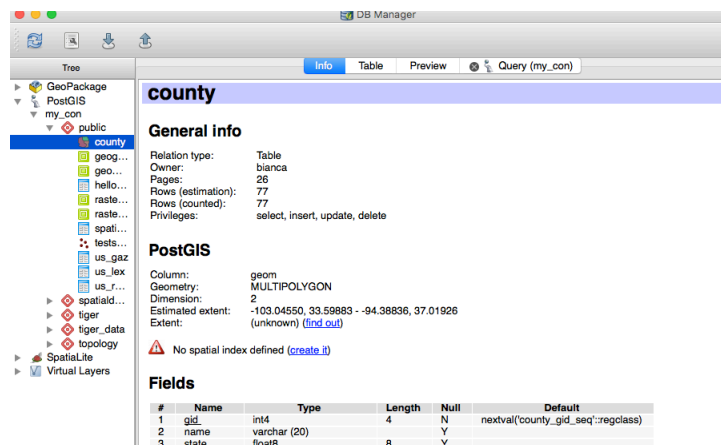 DB Manager
Tree
Info Table Preview Query (my_con)
GeoPackage
PostGIS
my_con
public
county
geog...
geo...
hello...
raste...
raste...
spati...
tests...
us_gaz
us_lex
us_r...
spatiald...
tiger
tiger_data
topology
SpatiaLite
Virtual Layers
county
General info
Relation type: Table
Owner: bianca
Pages: 26
Rows (estimation): 77
Rows (counted): 77
Privileges: select, insert, update, delete
PostGIS
Column: geom
Geometry: MULTIPOLYGON
Dimension: 2
Estimated extent: -103.04550, 33.59883 - -94.38836, 37.01926
Extent: (unknown) (find out)
No spatial index defined (create it)
Fields
# Name Type Length Null Default
1 gid int4 4 N nextval('county_gid_seq'::regclass)
2 name varchar (20) Y
3 state float8 8 Y